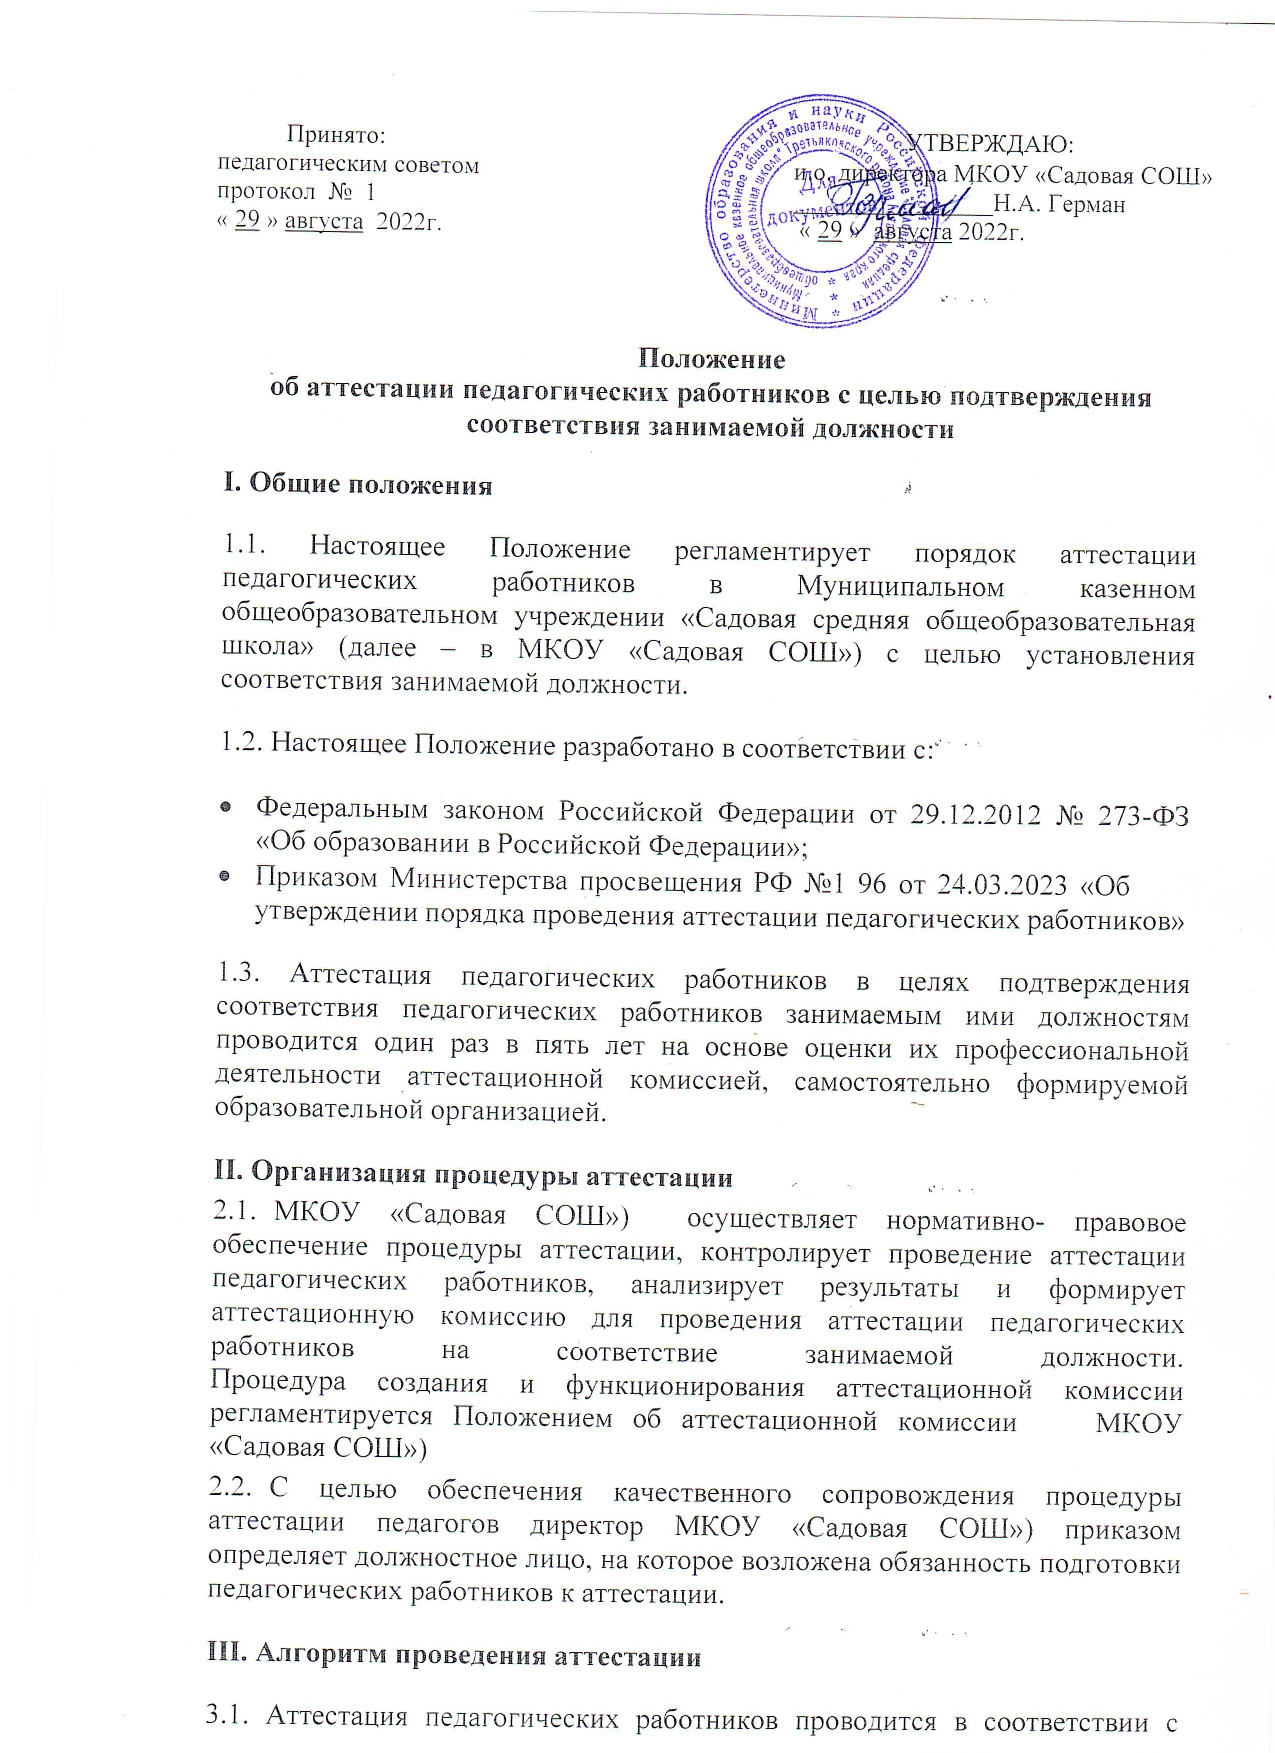 Принято:
педагогическим советом
протокол № 1
« 29 » августа 2022г.
УТВЕРЖДАЮ:
и.о. директора МКОУ «Садовая СОШ»
Н.А. Герман
« 29 » августа 2022г.
Министерство образования и науки Российской Федерации
Для
документов
Положение
об аттестации педагогических работников с целью подтверждения
соответствия занимаемой должности
I. Общие положения
1.1. Настоящее Положение регламентирует порядок аттестации
педагогических работников в Муниципальном казенном
общеобразовательном учреждении «Садовая средняя общеобразовательная
школа» (далее – в МКОУ «Садовая СОШ») с целью установления
соответствия занимаемой должности.
1.2. Настоящее Положение разработано в соответствии с:
• Федеральным законом Российской Федерации от 29.12.2012 № 273-ФЗ
«Об образовании в Российской Федерации»;
• Приказом Министерства просвещения РФ №1 96 от 24.03.2023 «Об
утверждении порядка проведения аттестации педагогических работников»
1.3. Аттестация педагогических работников в целях подтверждения
соответствия педагогических работников занимаемым ими должностям
проводится один раз в пять лет на основе оценки их профессиональной
деятельности аттестационной комиссией, самостоятельно формируемой
образовательной организацией.
II. Организация процедуры аттестации
2.1. МКОУ «Садовая СОШ») осуществляет нормативно- правовое
обеспечение процедуры аттестации, контролирует проведение аттестации
педагогических работников, анализирует результаты и формирует
аттестационную комиссию для проведения аттестации педагогических
работников на соответствие занимаемой должности.
Процедура создания и функционирования аттестационной комиссии
регламентируется Положением об аттестационной комиссии МКОУ
«Садовая СОШ»)
2.2. С целью обеспечения качественного сопровождения процедуры
аттестации педагогов директор МКОУ «Садовая СОШ») приказом
определяет должностное лицо, на которое возложена обязанность подготовки
педагогических работников к аттестации.
III. Алгоритм проведения аттестации
3.1. Аттестация педагогических работников проводится в соответствии с